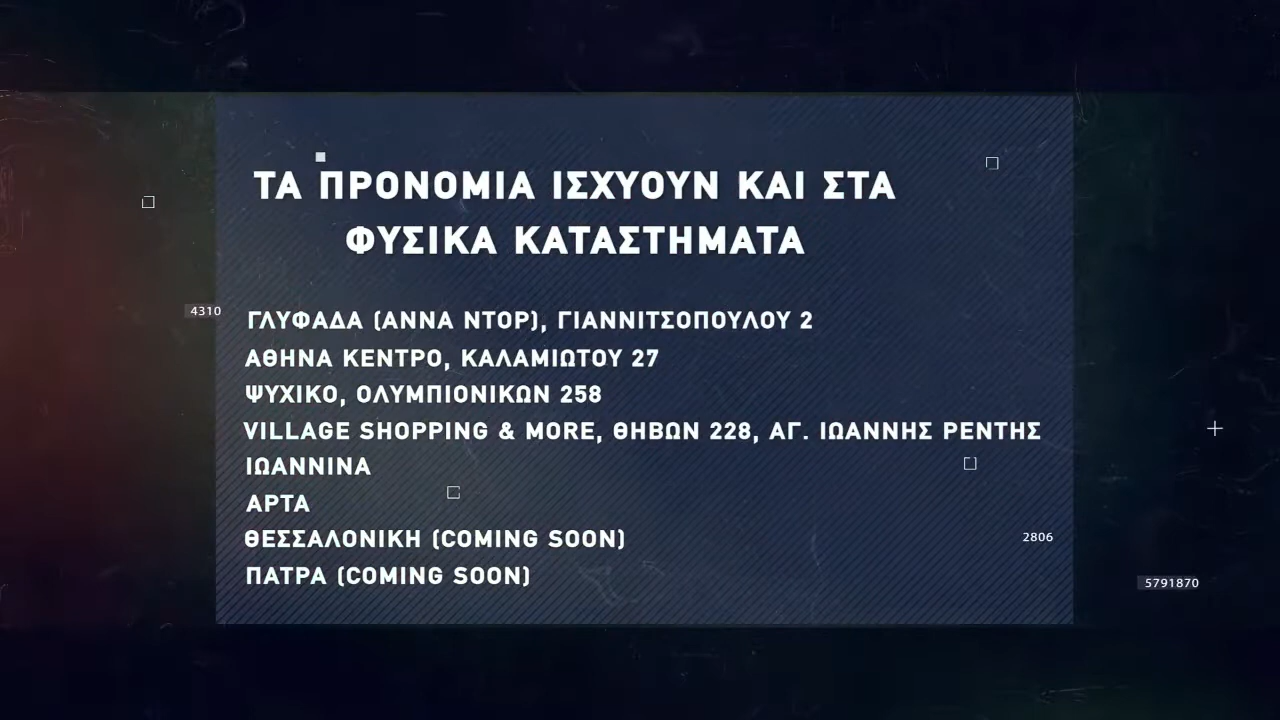 ΤΑ ΠΡΟΝΟΜΙΑ ΙΣΧΥΟΥΝ ΚΑΙ ΣΤΑ
ΦΥΣΙΚΑ ΚΑΤΑΣΤΗΜΑΤΑ
4310
ΓΛΥΦΑΔΑ (ΑΝΝΑ ΝΤΟΡ), ΓΙΑΝΝΙΤΣΟΠΟΥΛΟΥ 2
ΑΘΗΝΑ ΚΕΝΤΡΟ, ΚΑΛΑΜΙΩΤΟΥ 27
ΨΥΧΙΚΟ, ΟΛΥΜΠΙΟΝΙΚΩΝ 258
VILLAGE SHOPPING & MORE, ΘΗΒΩΝ 228, ΑΓ. ΙΩΑΝΝΗΣ ΡΕΝΤΗΣ
ΙΩΑΝΝΙΝΑ
ΑΡΤΑ
ΘΕΣΣΑΛΟΝΙΚΗ (COMING SOON)
2806
ΠΑΤΡΑ (COMING SOON)
5791870